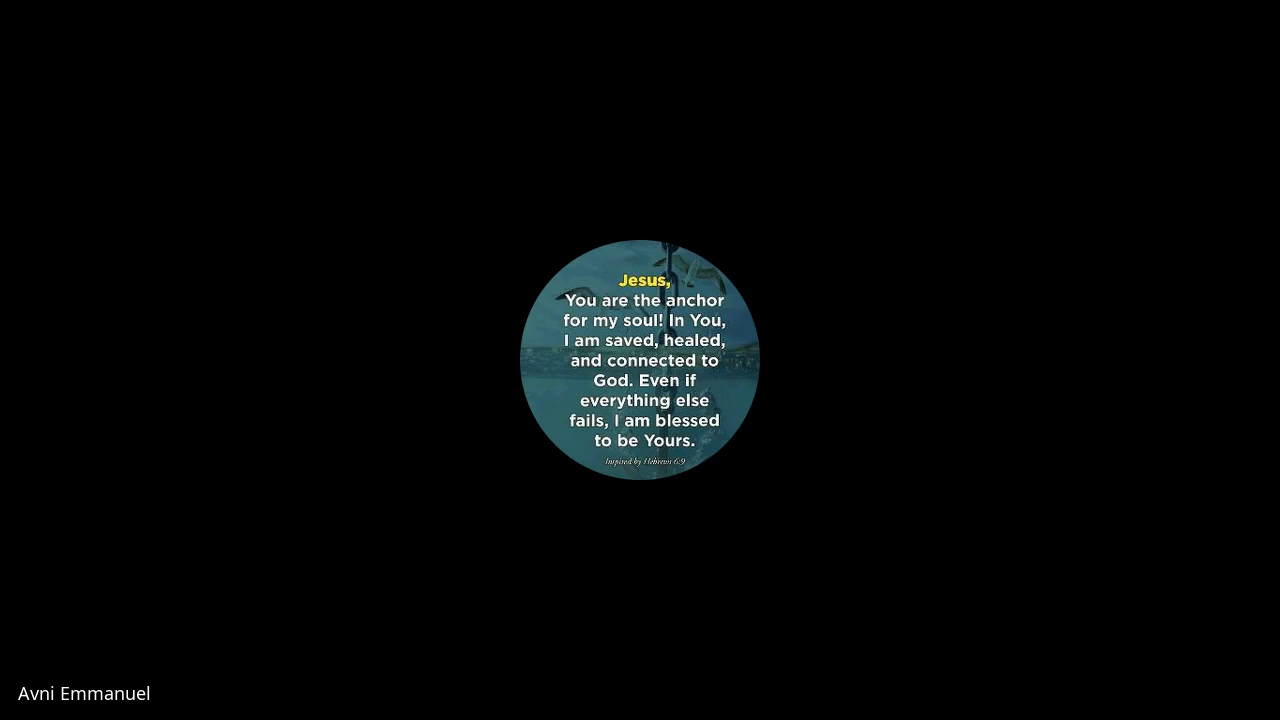 Jesus,
You are the anchor
for my soul! In You,
I am saved, healed,
and connected to
God. Even if
everything else
fails, I am blessed
to be Yours.
Inspired by Hebrews 6:9
Avni Emmanuel